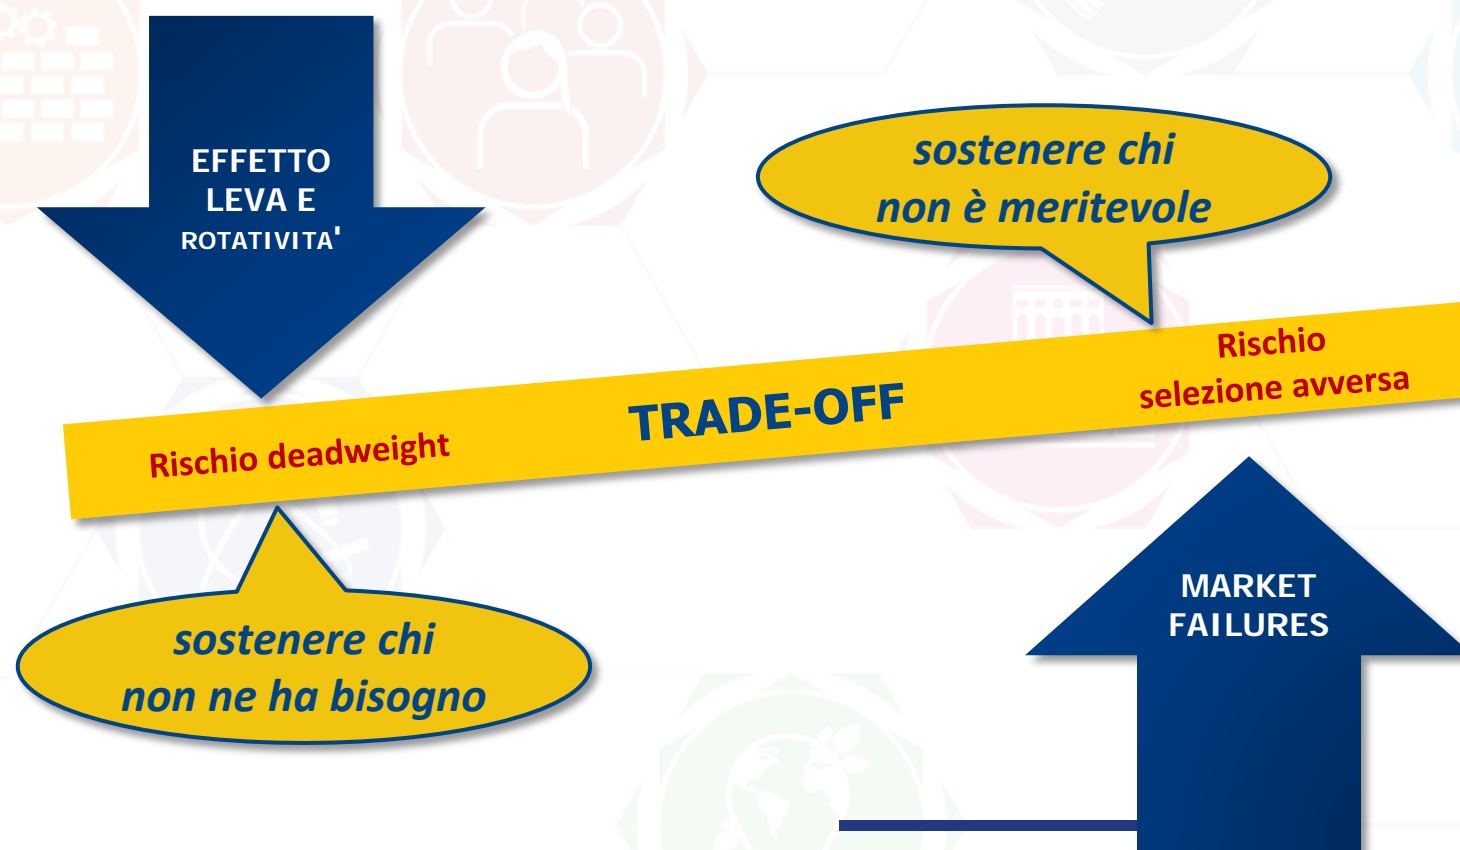 EFFETTO
LEVA E
ROTATIVITA'
sostenere chi
non è meritevole
Rischio
selezione avversa
TRADE-OFF
Rischio deadweight
sostenere chi
non ne ha bisogno
MARKET
FAILURES